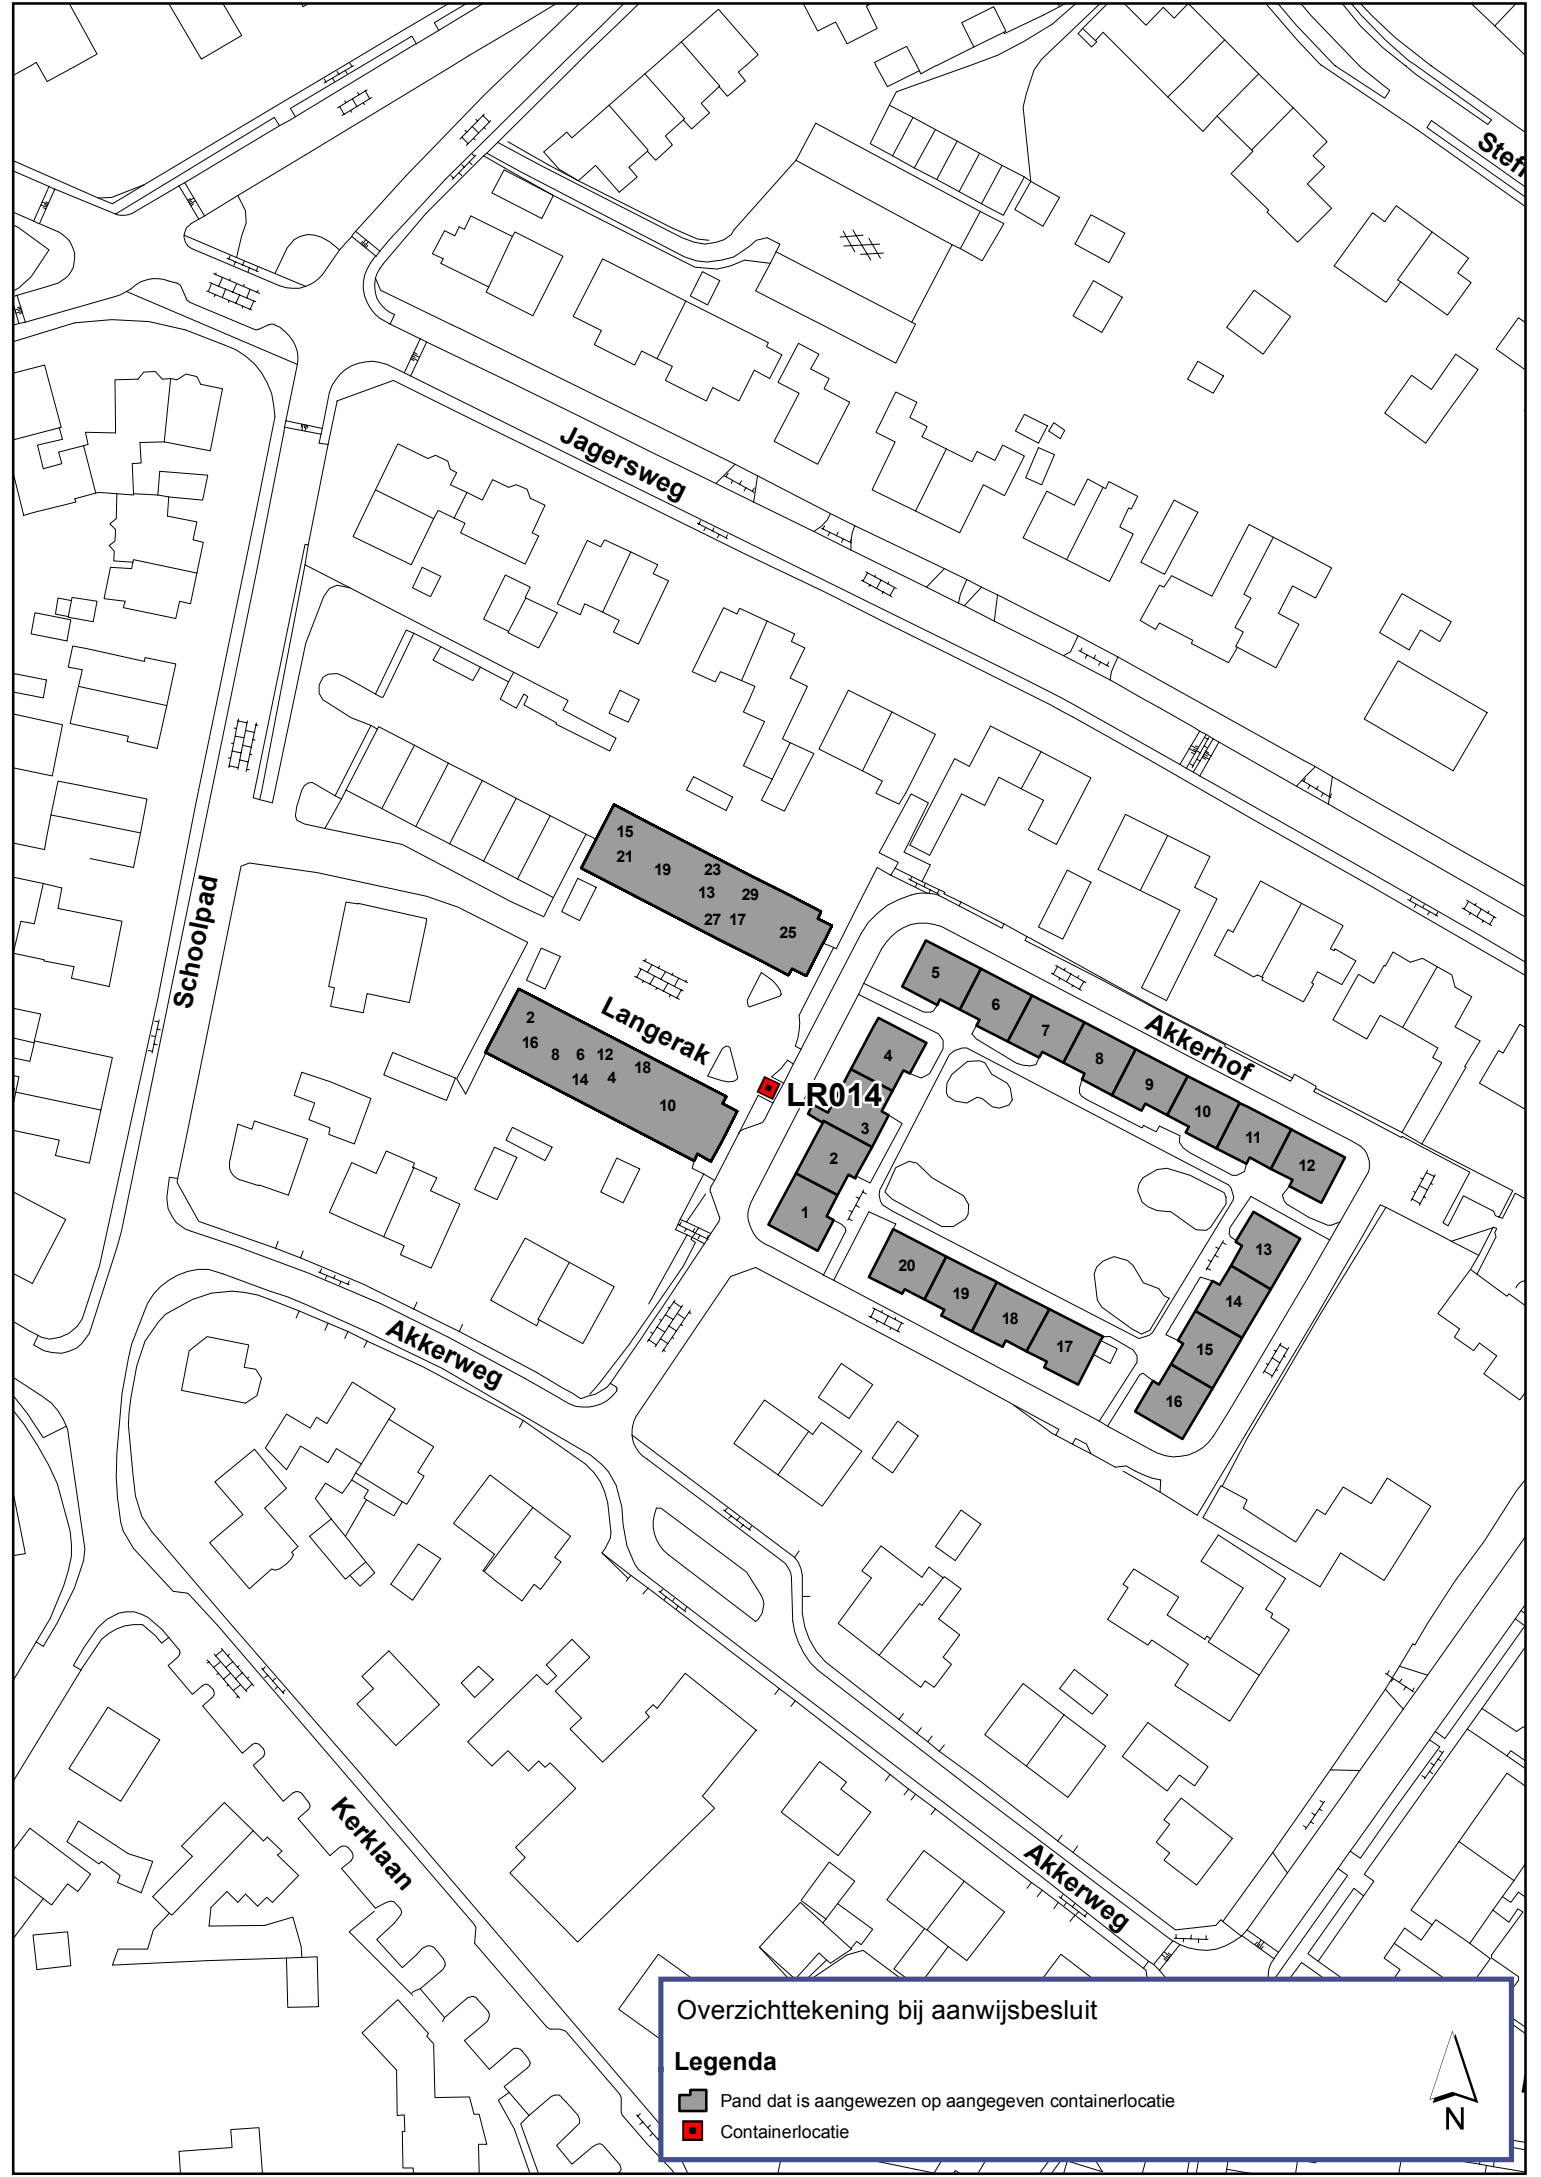 Stefn
Jagersweg
15
21
19
23
13
29
27
17
25
Schoolpad
Langerak
2
16
8
6
12
18
14
4
10
LR014
Akkerhof
5
6
7
8
9
10
11
12
4
3
2
1
13
14
15
16
20
19
18
17
Akkerweg
Kerklaan
Akkerweg
Overzichttekening bij aanwijsbesluit
Legenda
Pand dat is aangewezen op aangegeven containerlocatie
Containerlocatie
N